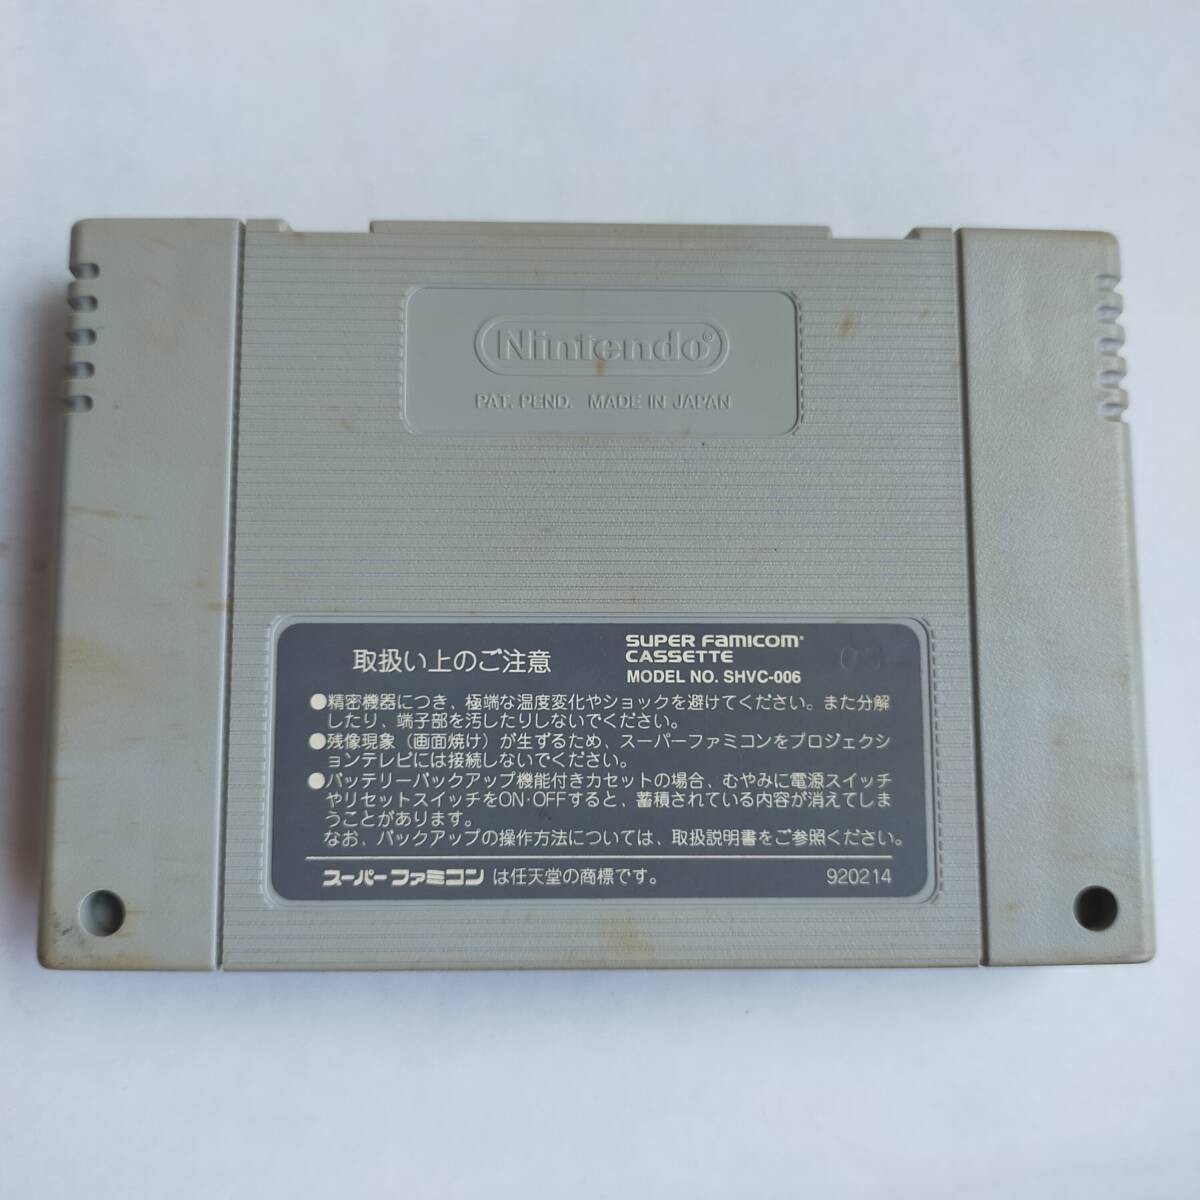 Nintendo®
PAT. PEND. MADE IN JAPAN
取扱い上のご注意
SUPER FAMICOM®
CASSETTE
MODEL NO. SHVC-006
●精密機器につき、極端な温度変化やショックを避けてください。また分解
したり、端子部を汚したりしないでください。
●残像現象(画面焼け)が生ずるため、スーパーファミコンをプロジェクシ
ョンテレビには接続しないでください。
●バッテリーバックアップ機能付きカセットの場合、むやみに電源スイッチ
やリセットスイッチをON・OFFすると、蓄積されている内容が消えてしま
うことがあります。
なお、バックアップの操作方法については、取扱説明書をご参照ください。
スーパーファミコン は任天堂の商標です。
920214